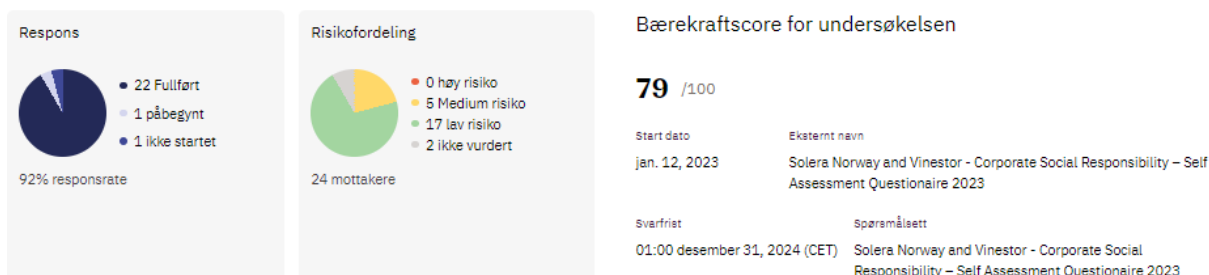 Respons
22 Fullført
1 påbegynt
1 ikke startet
92% responsrate
Risikofordeling
0 høy risiko
5 Medium risiko
17 lav risiko
2 ikke vurdert
24 mottakere
Bærekraftscore for undersøkelsen
79 /100
Start dato
jan. 12, 2023
Eksternt navn
Solera Norway and Vinestor - Corporate Social Responsibility – Self
Assessment Questionaire 2023
Svarfrist
01:00 desember 31, 2024 (CET)
Spørsmålsett
Solera Norway and Vinestor - Corporate Social
Responsibility – Self Assessment Questionaire 2023